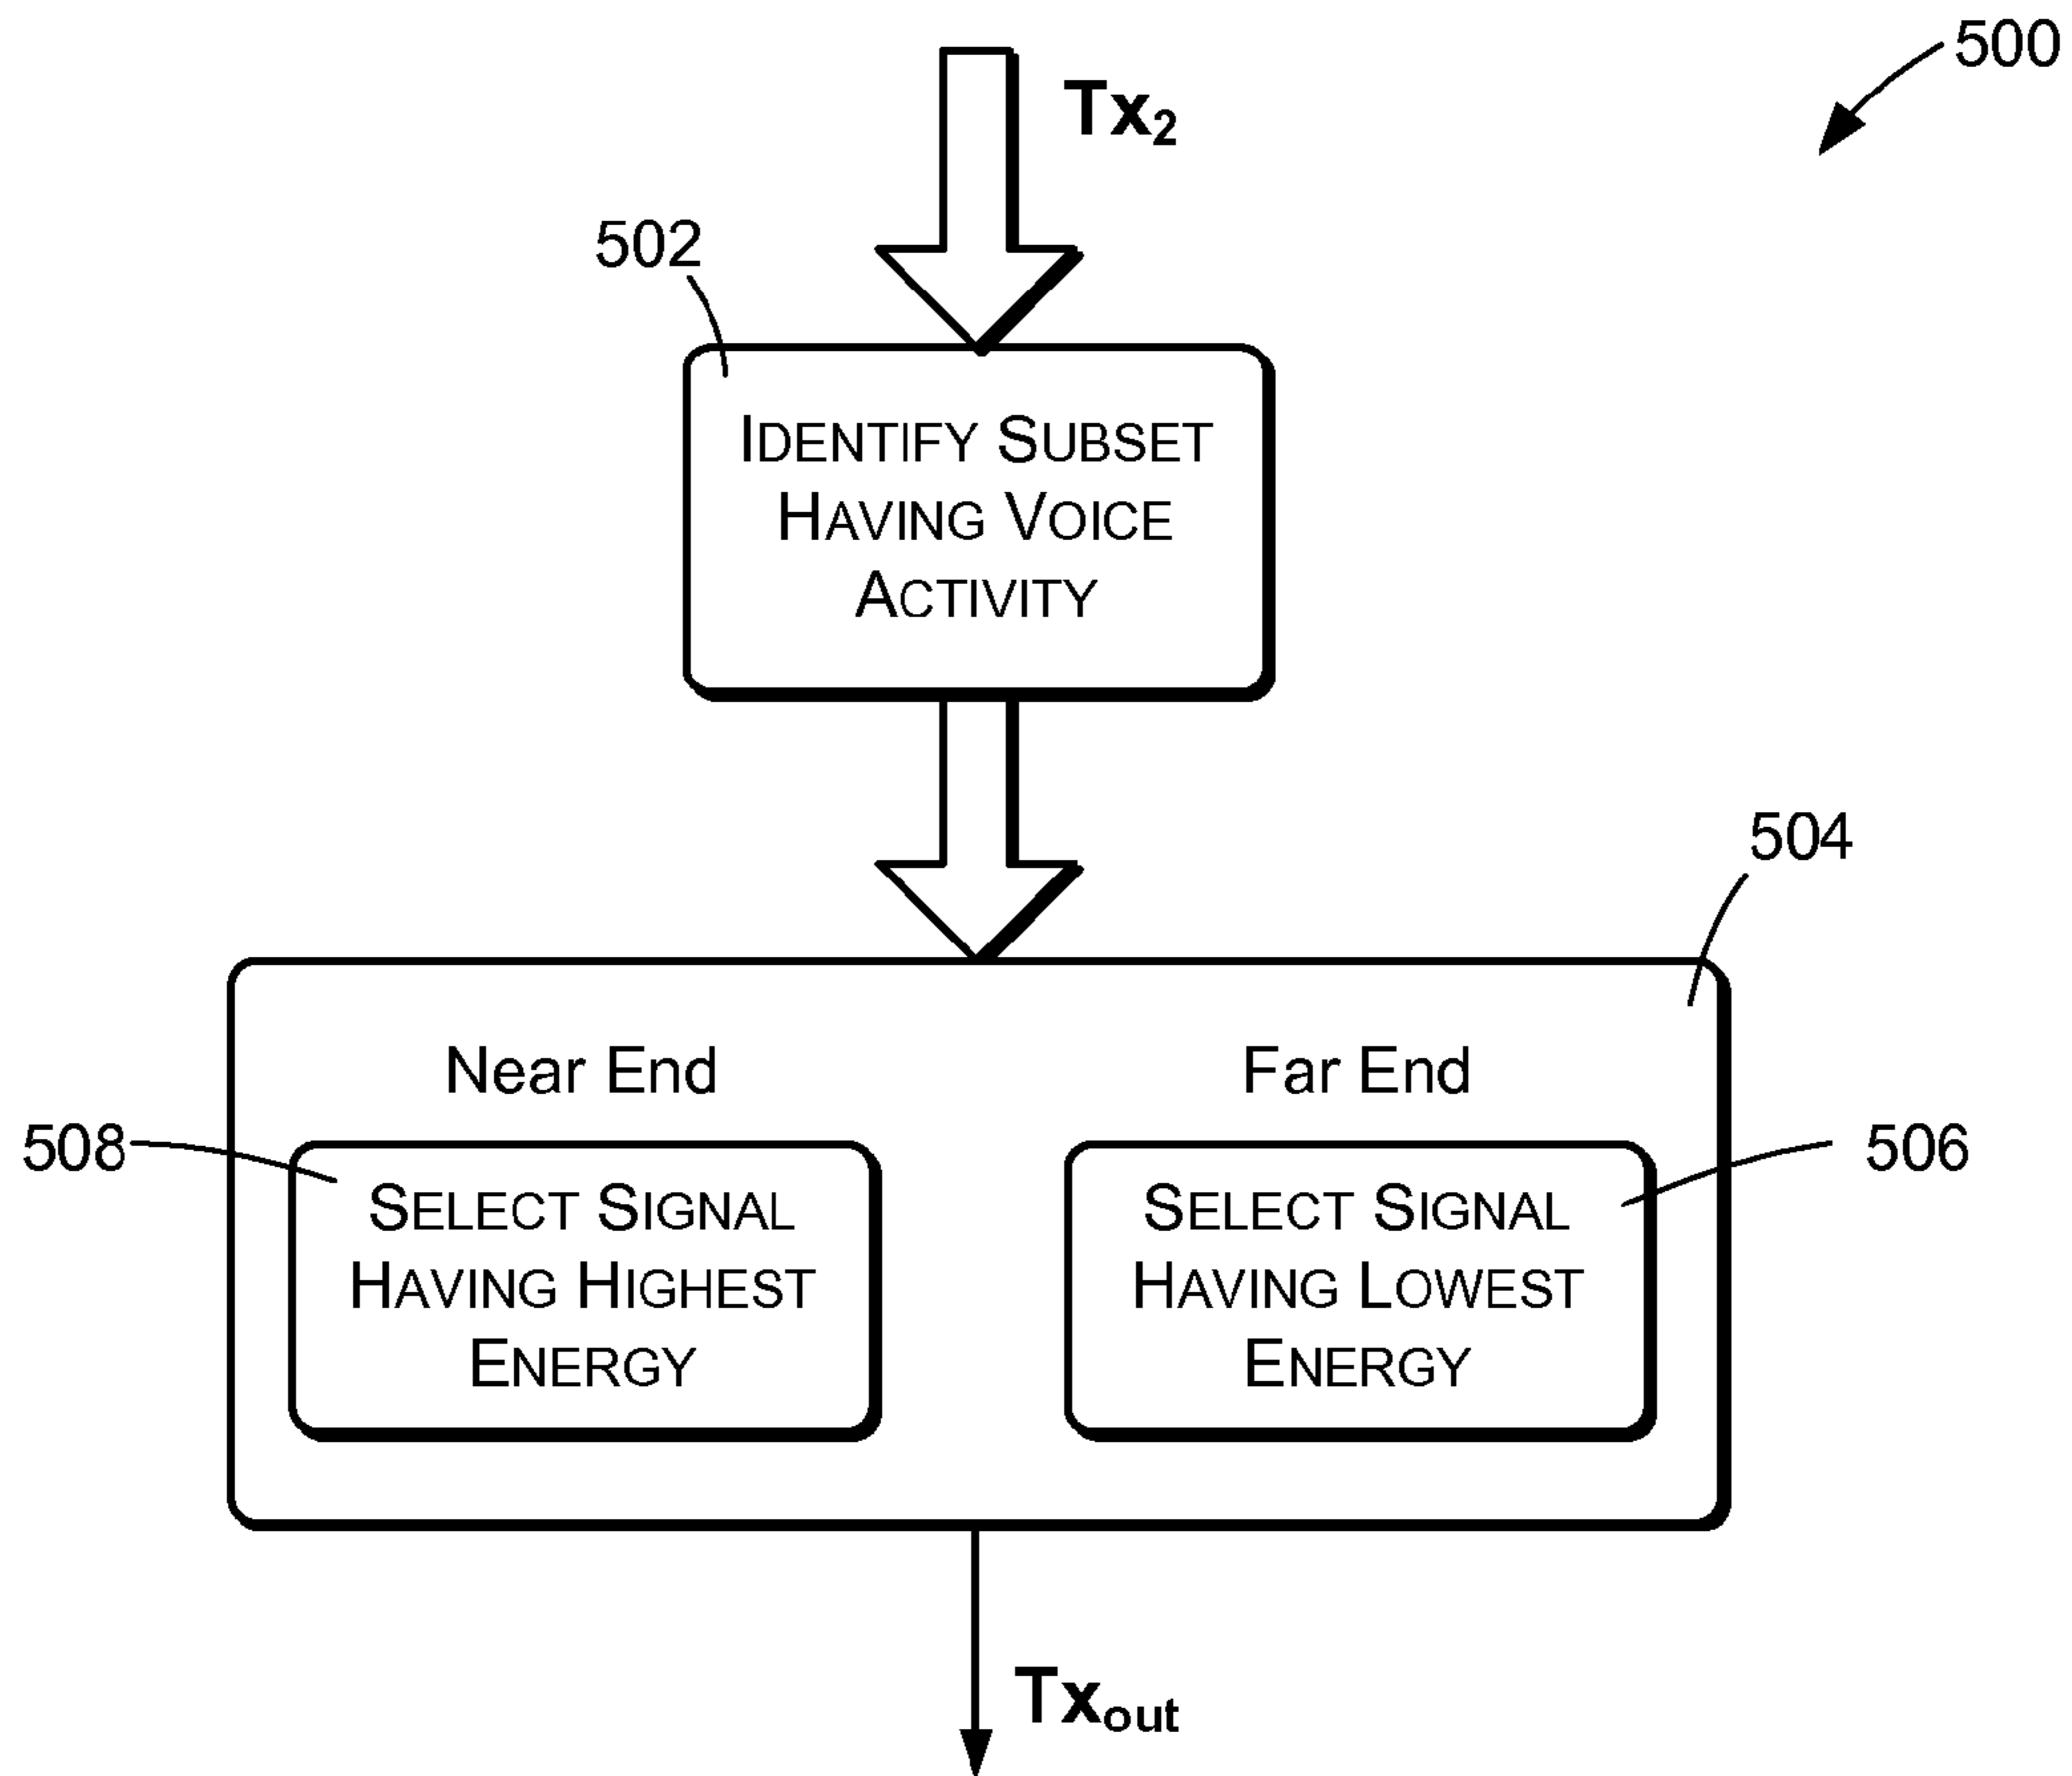 500
Tx2
502
IDENTIFY SUBSET
HAVING VOICE
ACTIVITY
504
Near End
Far End
508
506
SELECT SIGNAL
HAVING HIGHEST
ENERGY
SELECT SIGNAL
HAVING LOWEST
ENERGY
Txout